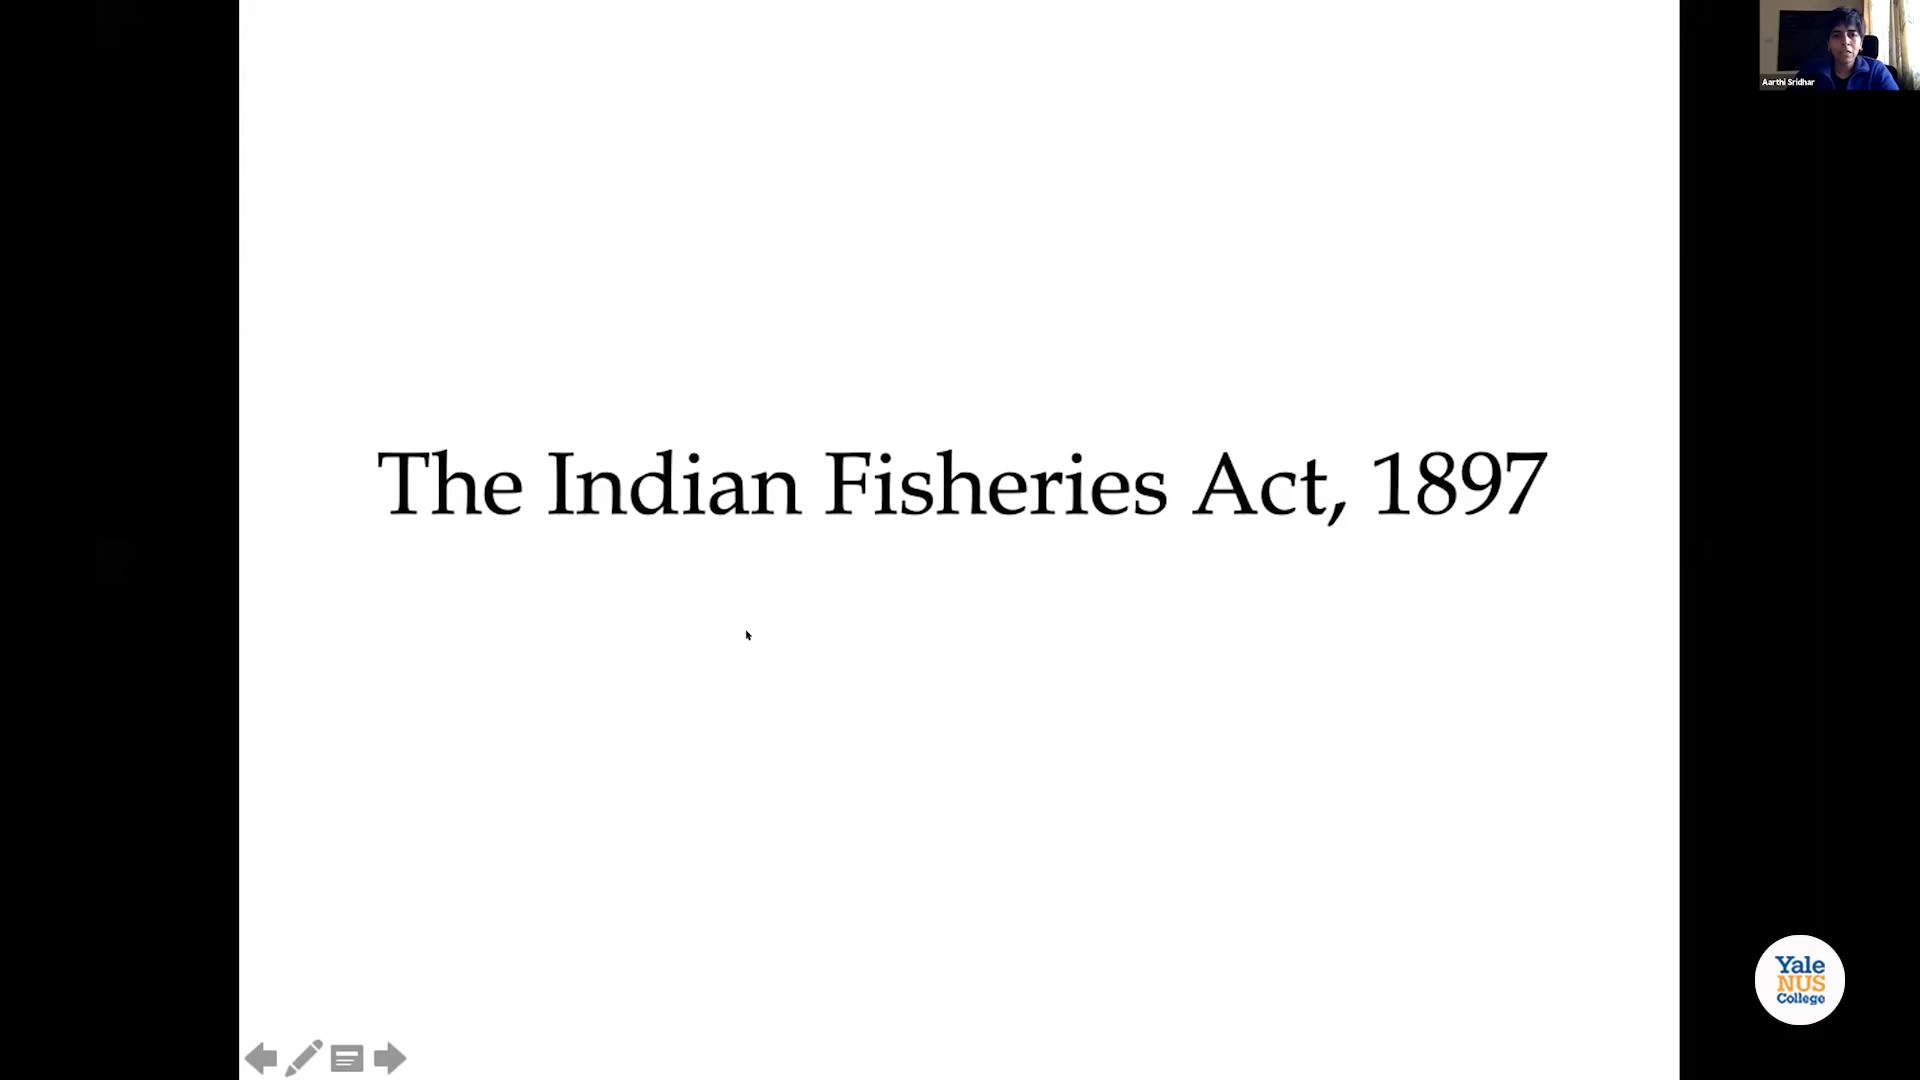 Aarthi Sridhar
The Indian Fisheries Act, 1897
Yale
NUS
College